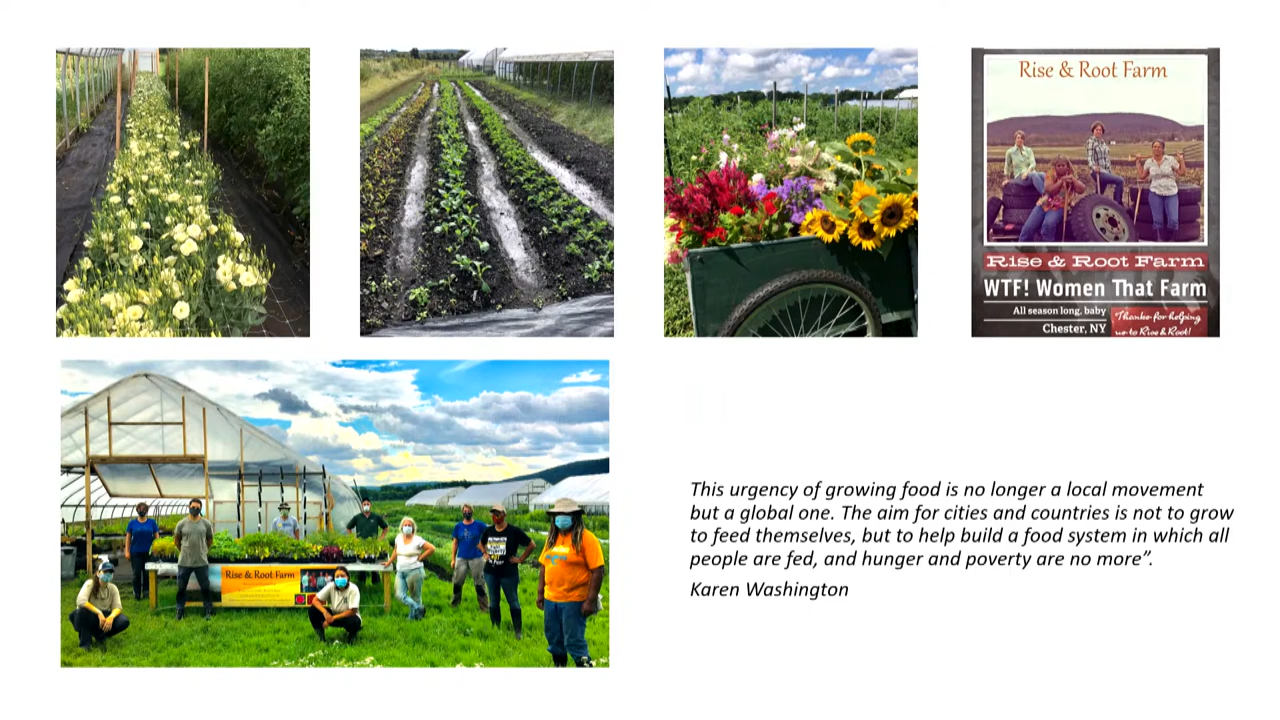 Rise & Root Farm
Rise & Root Farm
WTF! Women That Farm
All season long, baby
Chester, NY
Thanks for helping
us to Rise & Root!
Rise & Root Farm
This urgency of growing food is no longer a local movement
but a global one. The aim for cities and countries is not to grow
to feed themselves, but to help build a food system in which all
people are fed, and hunger and poverty are no more”.
Karen Washington